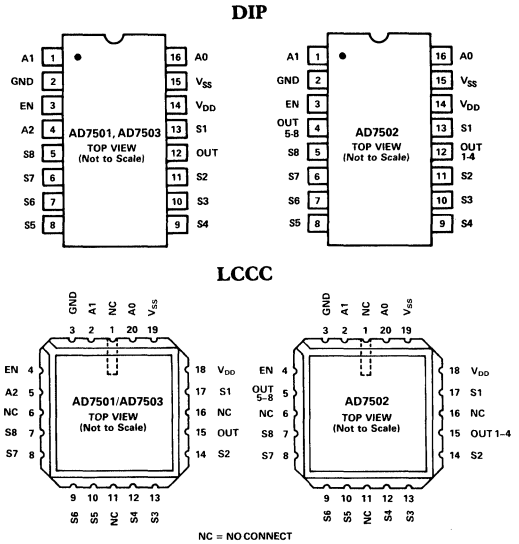 DIP
A1 1 16 A0
GND 2 15 VSS
EN 3 14 VDD
A2 4 13 S1
S8 5 12 OUT
S7 6 11 S2
S6 7 10 S3
S5 8 9 S4
AD7501, AD7503
TOP VIEW
(Not to Scale)
A1 1 16 A0
GND 2 15 VSS
EN 3 14 VDD
OUT 5-8 4 13 S1
S8 5 12 OUT 1-4
S7 6 11 S2
S6 7 10 S3
S5 8 9 S4
AD7502
TOP VIEW
(Not to Scale)
LCCC
GND A1 NC A0 VSS
3 2 1 20 19
EN 4 18 VDD
A2 5 17 S1
NC 6 16 NC
S8 7 15 OUT
S7 8 14 S2
AD7501/AD7503
TOP VIEW
(Not to Scale)
9 10 11 12 13
S6 S5 NC S4 S3
GND A1 NC A0 VSS
3 2 1 20 19
EN 4 18 VDD
OUT 5-8 5 17 S1
NC 6 16 NC
S8 7 15 OUT 1-4
S7 8 14 S2
AD7502
TOP VIEW
(Not to Scale)
9 10 11 12 13
S6 S5 NC S4 S3
NC = NO CONNECT